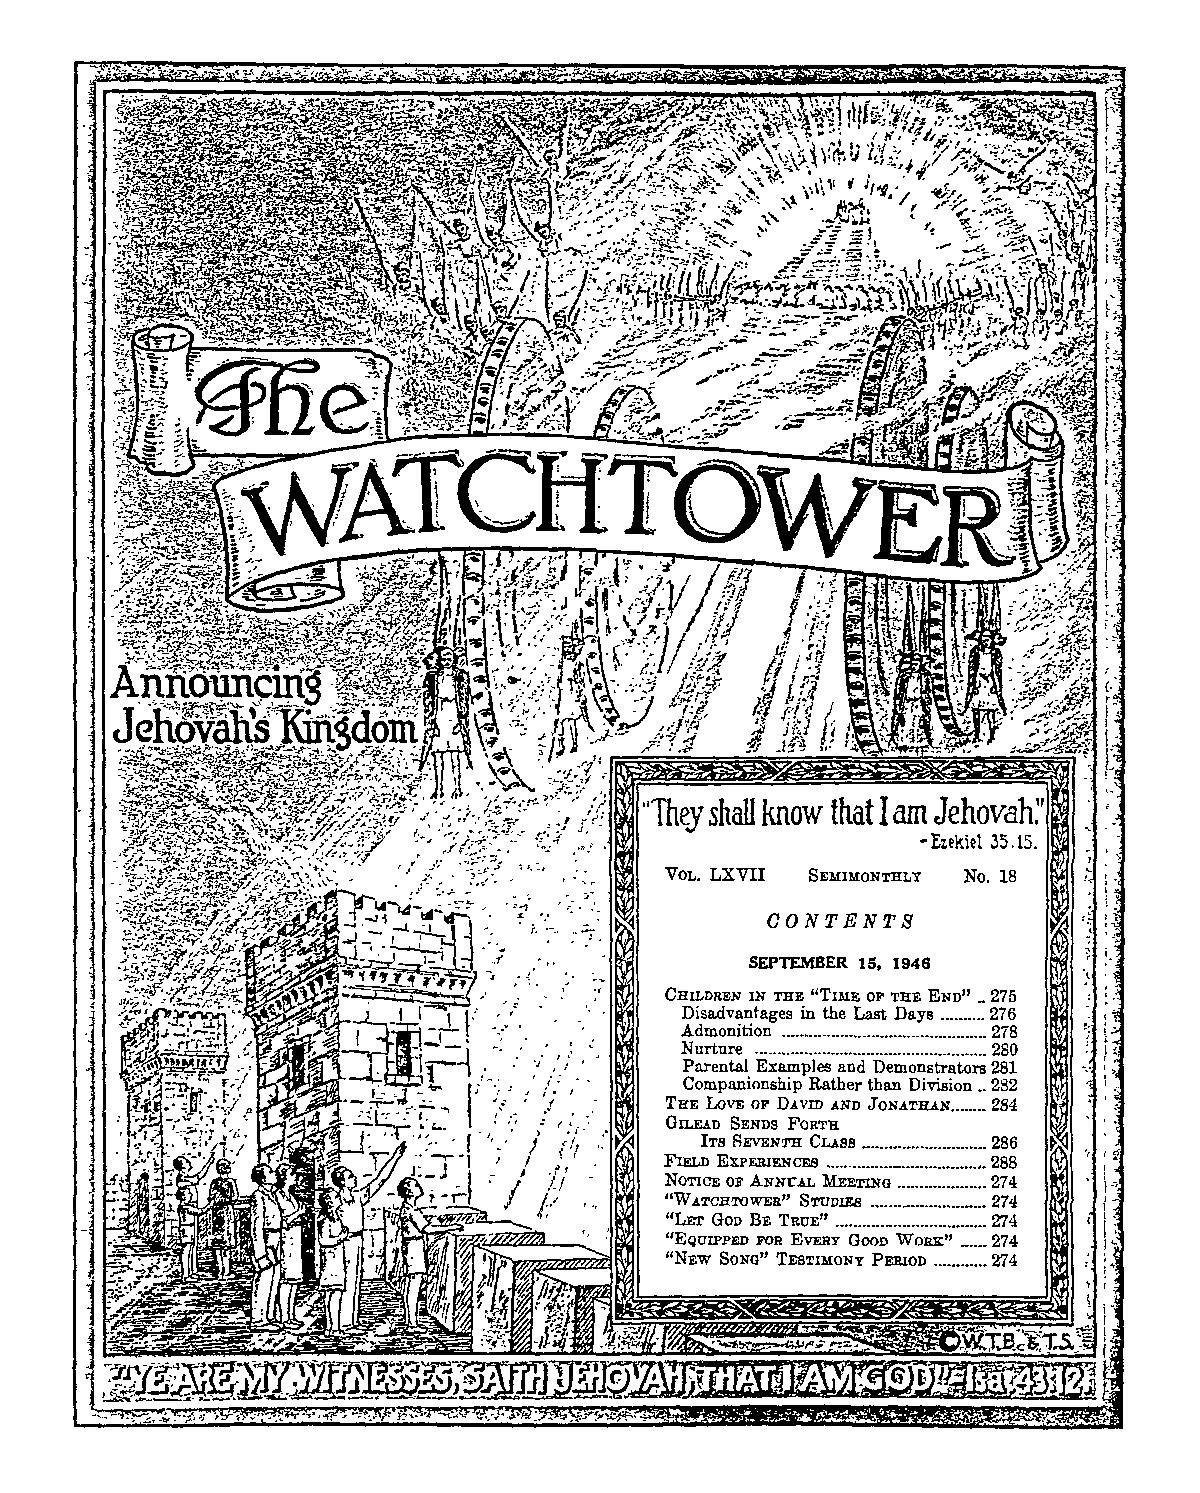 The
WATCHTOWER
Announcing
Jehovah's Kingdom
"They shall know that I am Jehovah."
-Ezekiel 35.15.
VOL. LXVII SEMIMONTHLY No. 18
CONTENTS
SEPTEMBER 15, 1946
CHILDREN IN THE "TIME OF THE END" .. 275
Disadvantages in the Last Days .......... 276
Admonition .......... 278
Nurture .......... 280
Parental Examples and Demonstrators 281
Companionship Rather than Division .. 282
THE LOVE OF DAVID AND JONATHAN........ 284
GILEAD SENDS FORTH
ITS SEVENTH CLASS .......... 286
FIELD EXPERIENCES .......... 288
NOTICE OF ANNUAL MEETING .......... 274
"WATCHTOWER" STUDIES .......... 274
"LET GOD BE TRUE" .......... 274
"EQUIPPED FOR EVERY GOOD WORK" ...... 274
"NEW SONG" TESTIMONY PERIOD .......... 274
©W.T.B.& T.S.
"YE ARE MY WITNESSES, SAITH JEHOVAH, THAT I AM GOD."-Isa. 43:12.